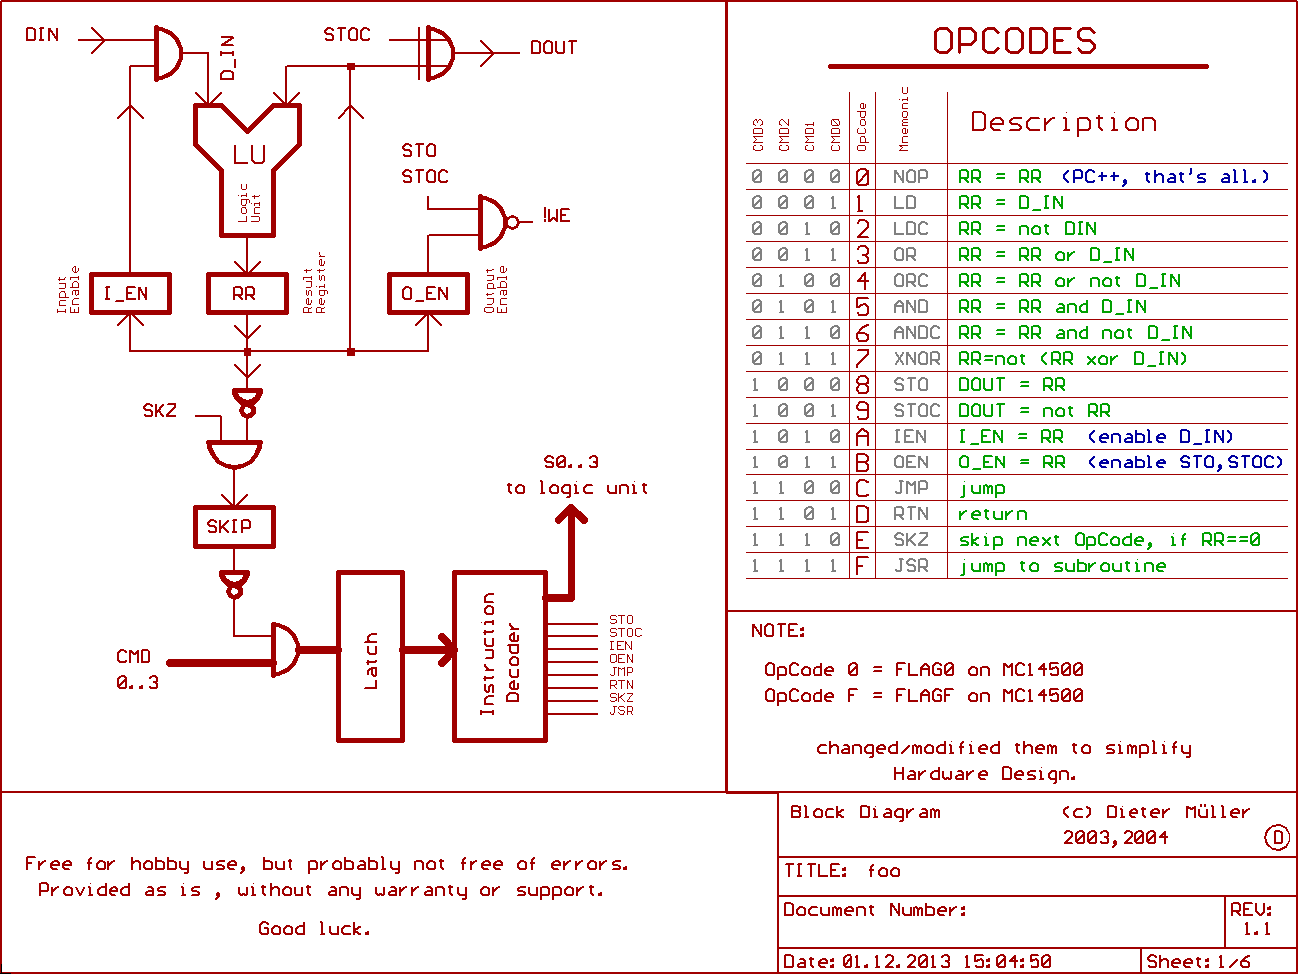 DIN
D_IN
STOC
DOUT
LU
Logic
Unit
STO
STOC
!WE
Input
Enable
I_EN
RR
Result
Register
O_EN
Output
Enable
SKZ
SKIP
S0..3
to logic unit
CMD
0..3
Latch
Instruction
Decoder
STO
STOC
IEN
OEN
JMP
RTN
SKZ
JSR
OPCODES
CMD3 CMD2 CMD1 CMD0 OpCode Mnemonic Description
0 0 0 0 0 NOP RR = RR (PC++, that's all.)
0 0 0 1 1 LD RR = D_IN
0 0 1 0 2 LDC RR = not DIN
0 0 1 1 3 OR RR = RR or D_IN
0 1 0 0 4 ORC RR = RR or not D_IN
0 1 0 1 5 AND RR = RR and D_IN
0 1 1 0 6 ANDC RR = RR and not D_IN
0 1 1 1 7 XNOR RR=not (RR xor D_IN)
1 0 0 0 8 STO DOUT = RR
1 0 0 1 9 STOC DOUT = not RR
1 0 1 0 A IEN I_EN = RR (enable D_IN)
1 0 1 1 B OEN O_EN = RR (enable STO,STOC)
1 1 0 0 C JMP jump
1 1 0 1 D RTN return
1 1 1 0 E SKZ skip next OpCode, if RR==0
1 1 1 1 F JSR jump to subroutine
NOTE:
OpCode 0 = FLAG0 on MC14500
OpCode F = FLAGF on MC14500
changed/modified them to simplify
Hardware Design.
Free for hobby use, but probably not free of errors.
Provided as is , without any warranty or support.
Good luck.
Block Diagram
(c) Dieter Müller
2003,2004
D
TITLE: foo
Document Number:
REV:
1.1
Date: 01.12.2013 15:04:50
Sheet: 1/6